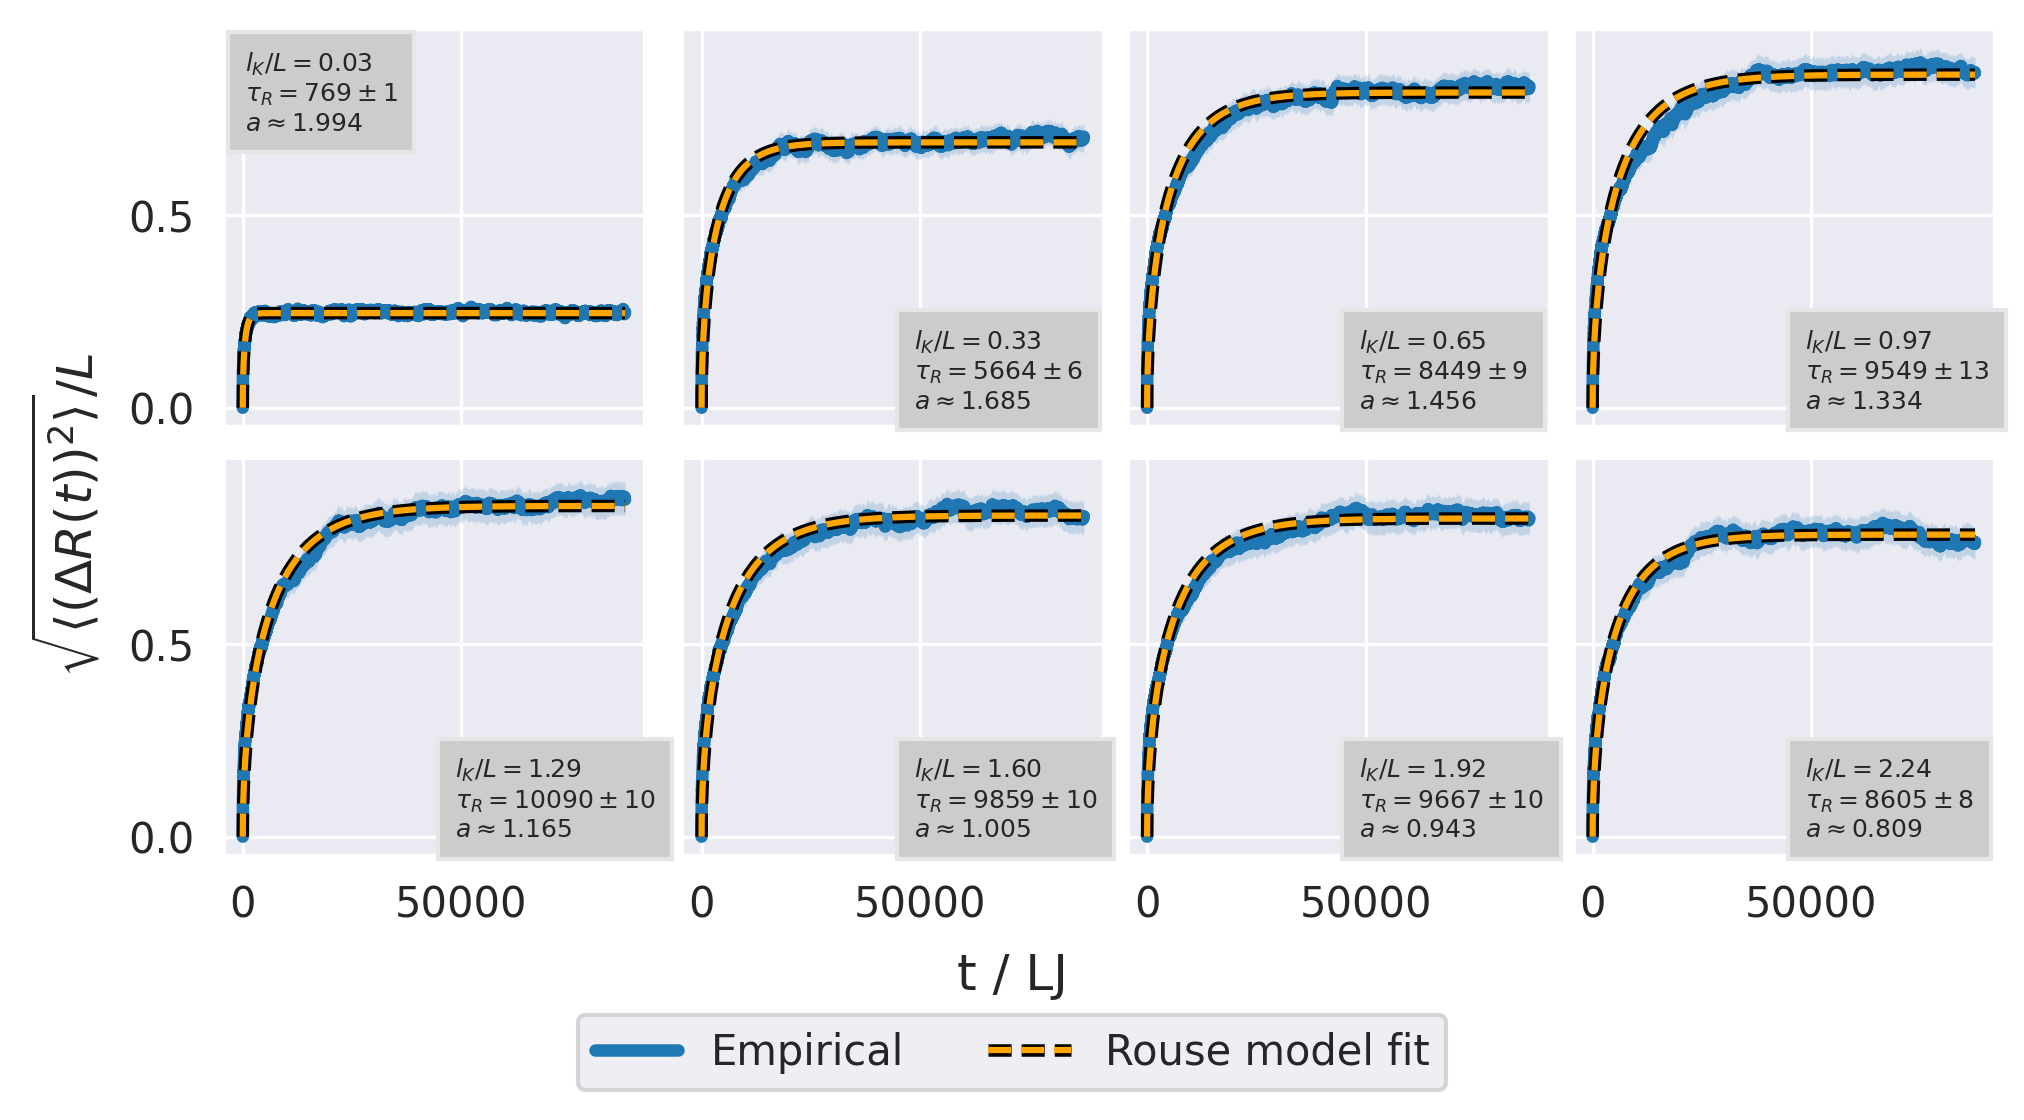 l_K/L = 0.03
τ_R = 769 ± 1
a ≈ 1.994
l_K/L = 0.33
τ_R = 5664 ± 6
a ≈ 1.685
l_K/L = 0.65
τ_R = 8449 ± 9
a ≈ 1.456
l_K/L = 0.97
τ_R = 9549 ± 13
a ≈ 1.334
0.5
0.0
√⟨(ΔR(t))²⟩/L
l_K/L = 1.29
τ_R = 10090 ± 10
a ≈ 1.165
l_K/L = 1.60
τ_R = 9859 ± 10
a ≈ 1.005
l_K/L = 1.92
τ_R = 9667 ± 10
a ≈ 0.943
l_K/L = 2.24
τ_R = 8605 ± 8
a ≈ 0.809
0.5
0.0
0 50000 0 50000 0 50000 0 50000
t / LJ
Empirical Rouse model fit